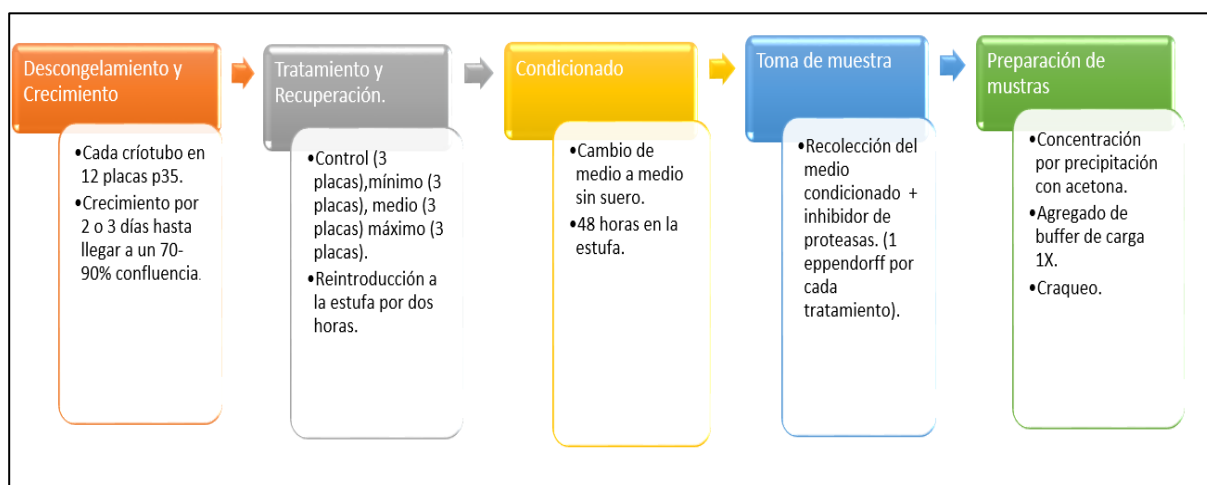 Descongelamiento y
Crecimiento
•Cada críotubo en
12 placas p35.
•Crecimiento por
2 o 3 días hasta
llegar a un 70-
90% confluencia.
Tratamiento y
Recuperación.
•Control (3
placas),mínimo (3
placas), medio (3
placas) máximo (3
placas).
•Reintroducción a
la estufa por dos
horas.
Condicionado
•Cambio de
medio a medio
sin suero.
•48 horas en la
estufa.
Toma de muestra
•Recolección del
medio
condicionado +
inhibidor de
proteasas. (1
eppendorff por
cada
tratamiento).
Preparación de
mustras
•Concentración
por precipitación
con acetona.
•Agregado de
buffer de carga
1X.
•Craqueo.